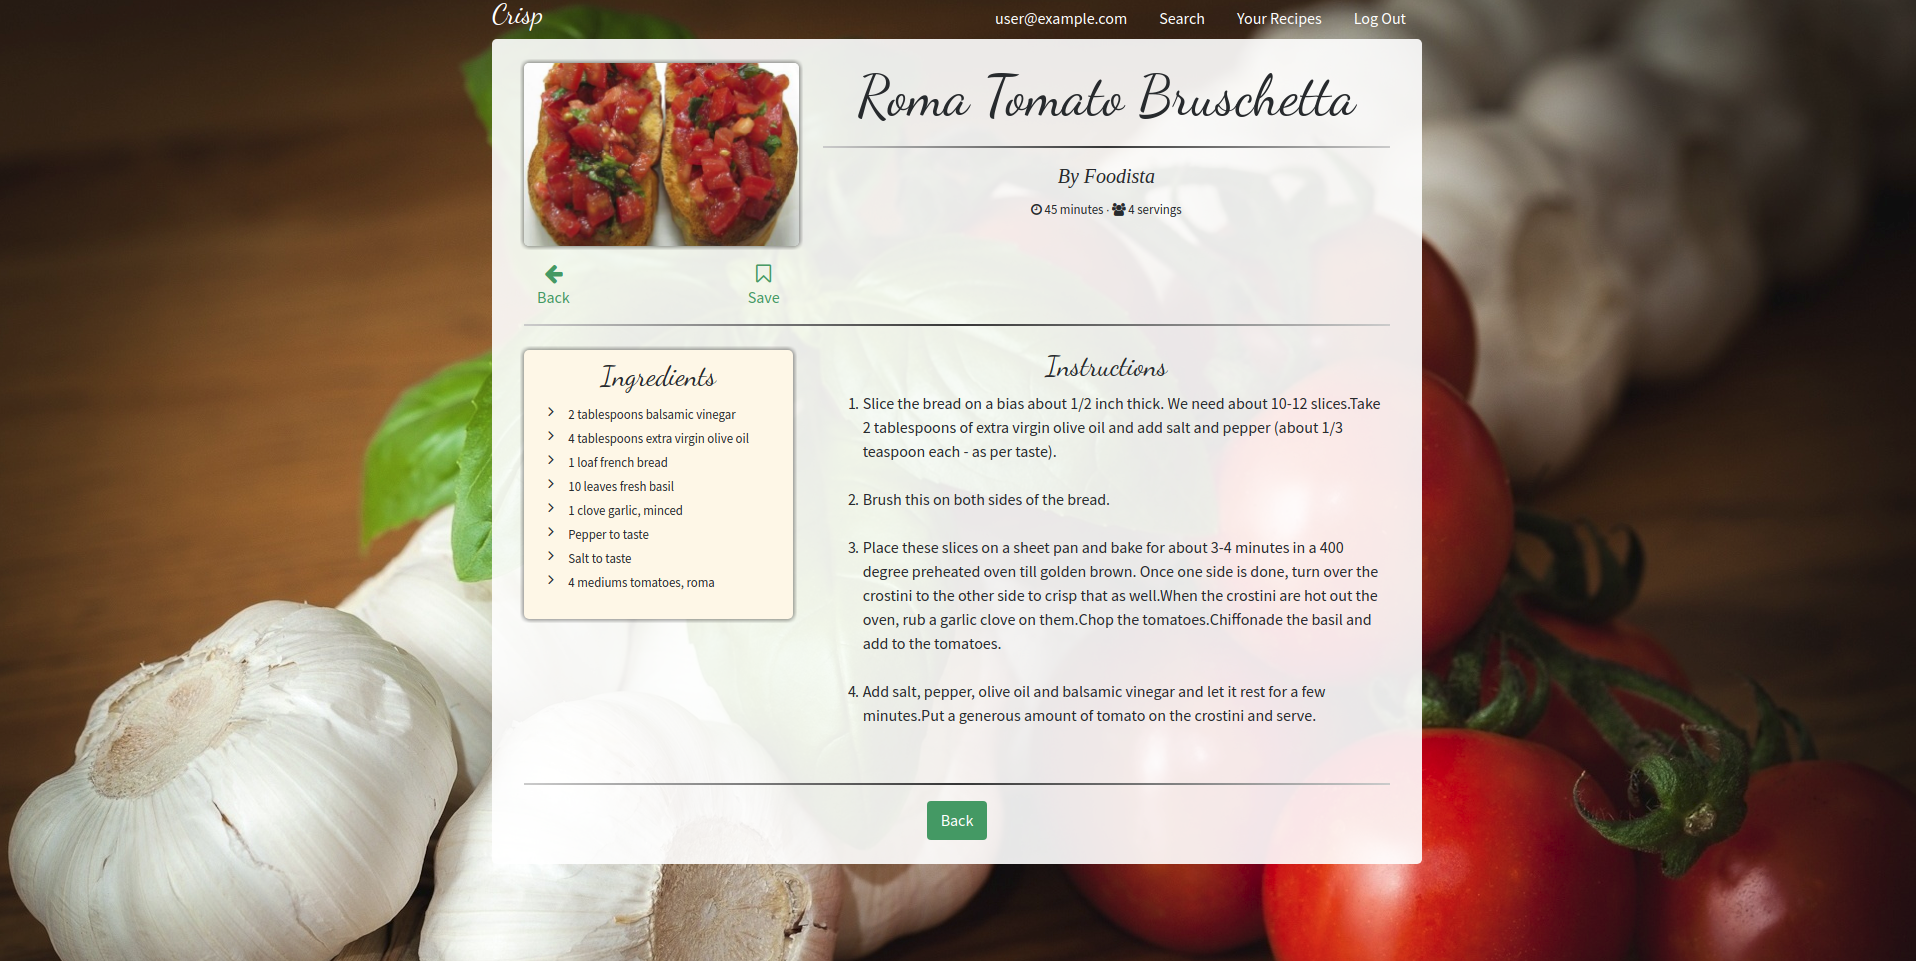 Crisp
user@example.com Search Your Recipes Log Out
Roma Tomato Bruschetta
By Foodista
45 minutes · 4 servings
Back
Save
Ingredients
2 tablespoons balsamic vinegar
4 tablespoons extra virgin olive oil
1 loaf french bread
10 leaves fresh basil
1 clove garlic, minced
Pepper to taste
Salt to taste
4 mediums tomatoes, roma
Instructions
1. Slice the bread on a bias about 1/2 inch thick. We need about 10-12 slices.Take
2 tablespoons of extra virgin olive oil and add salt and pepper (about 1/3
teaspoon each - as per taste).
2. Brush this on both sides of the bread.
3. Place these slices on a sheet pan and bake for about 3-4 minutes in a 400
degree preheated oven till golden brown. Once one side is done, turn over the
crostini to the other side to crisp that as well.When the crostini are hot out the
oven, rub a garlic clove on them.Chop the tomatoes.Chiffonade the basil and
add to the tomatoes.
4. Add salt, pepper, olive oil and balsamic vinegar and let it rest for a few
minutes.Put a generous amount of tomato on the crostini and serve.
Back